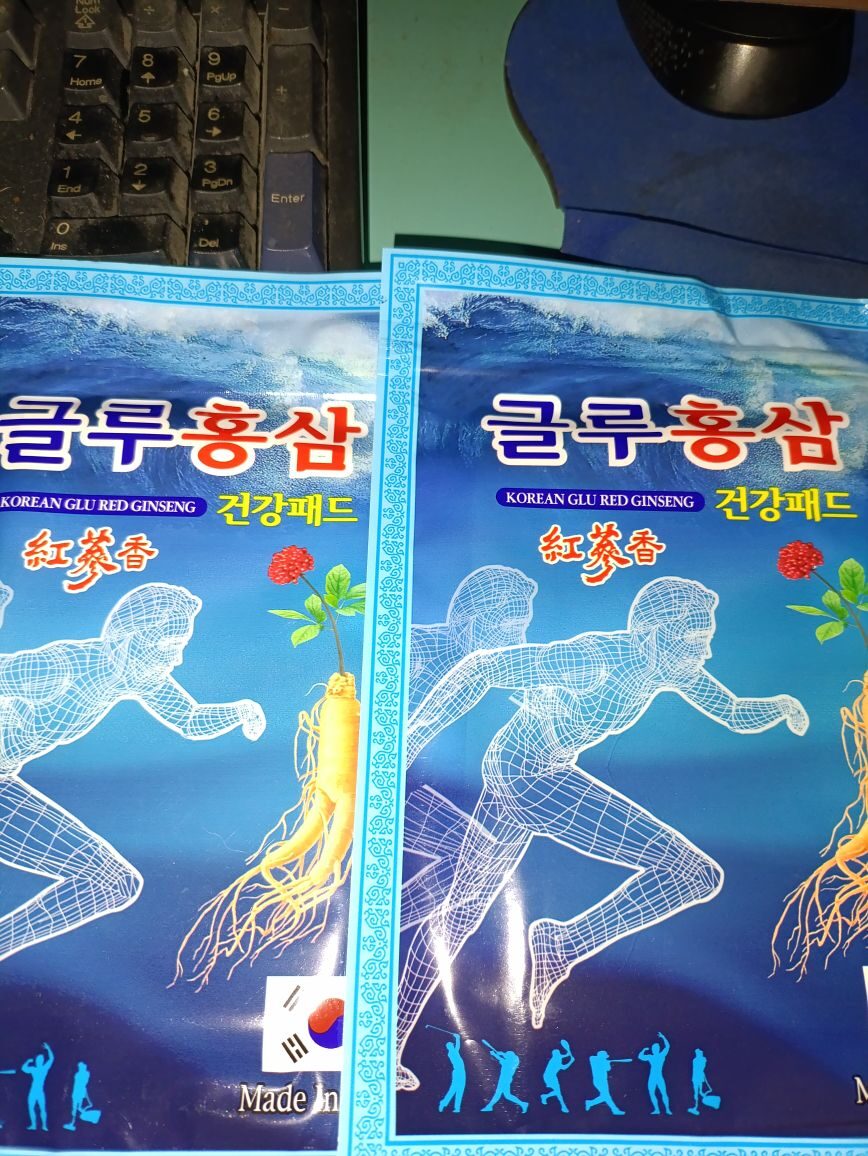 Num
Lock
÷
×
−
7
Home
8
9
PgUp
+
4
5
6
1
End
2
3
PgDn
Enter
0
Ins
.
Del
글루홍삼
KOREAN GLU RED GINSENG
건강패드
紅蔘香
Made In
글루홍삼
KOREAN GLU RED GINSENG
건강패드
紅蔘香
M